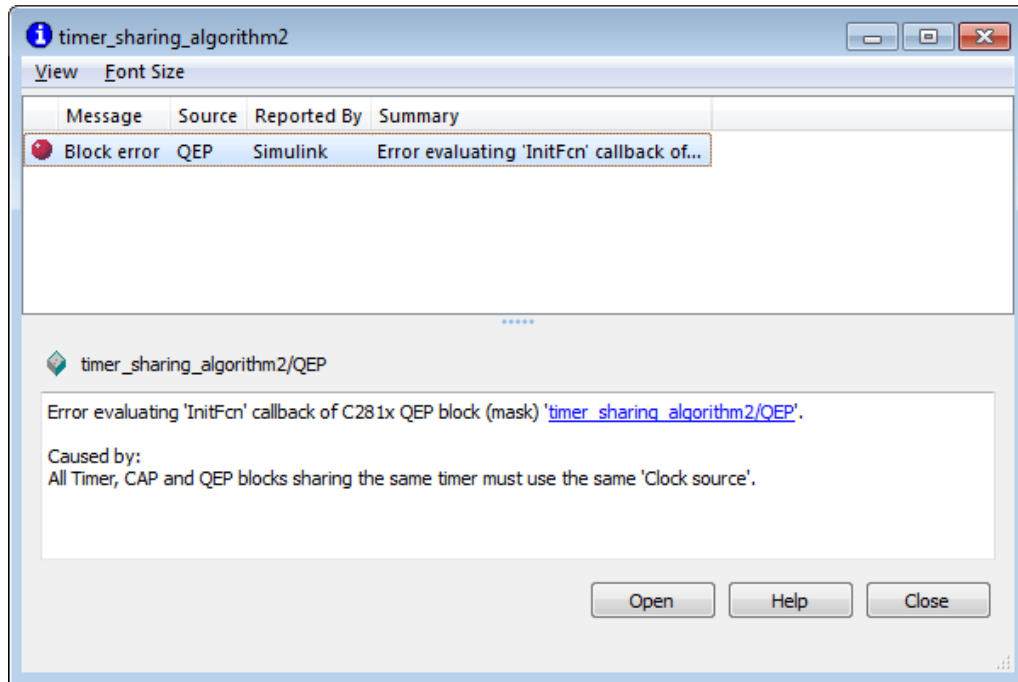 timer_sharing_algorithm2
View Font Size
Message Source Reported By Summary
Block error QEP Simulink Error evaluating 'InitFcn' callback of...
timer_sharing_algorithm2/QEP
Error evaluating 'InitFcn' callback of C281x QEP block (mask) 'timer_sharing_algorithm2/QEP'.
Caused by:
All Timer, CAP and QEP blocks sharing the same timer must use the same 'Clock source'.
Open Help Close